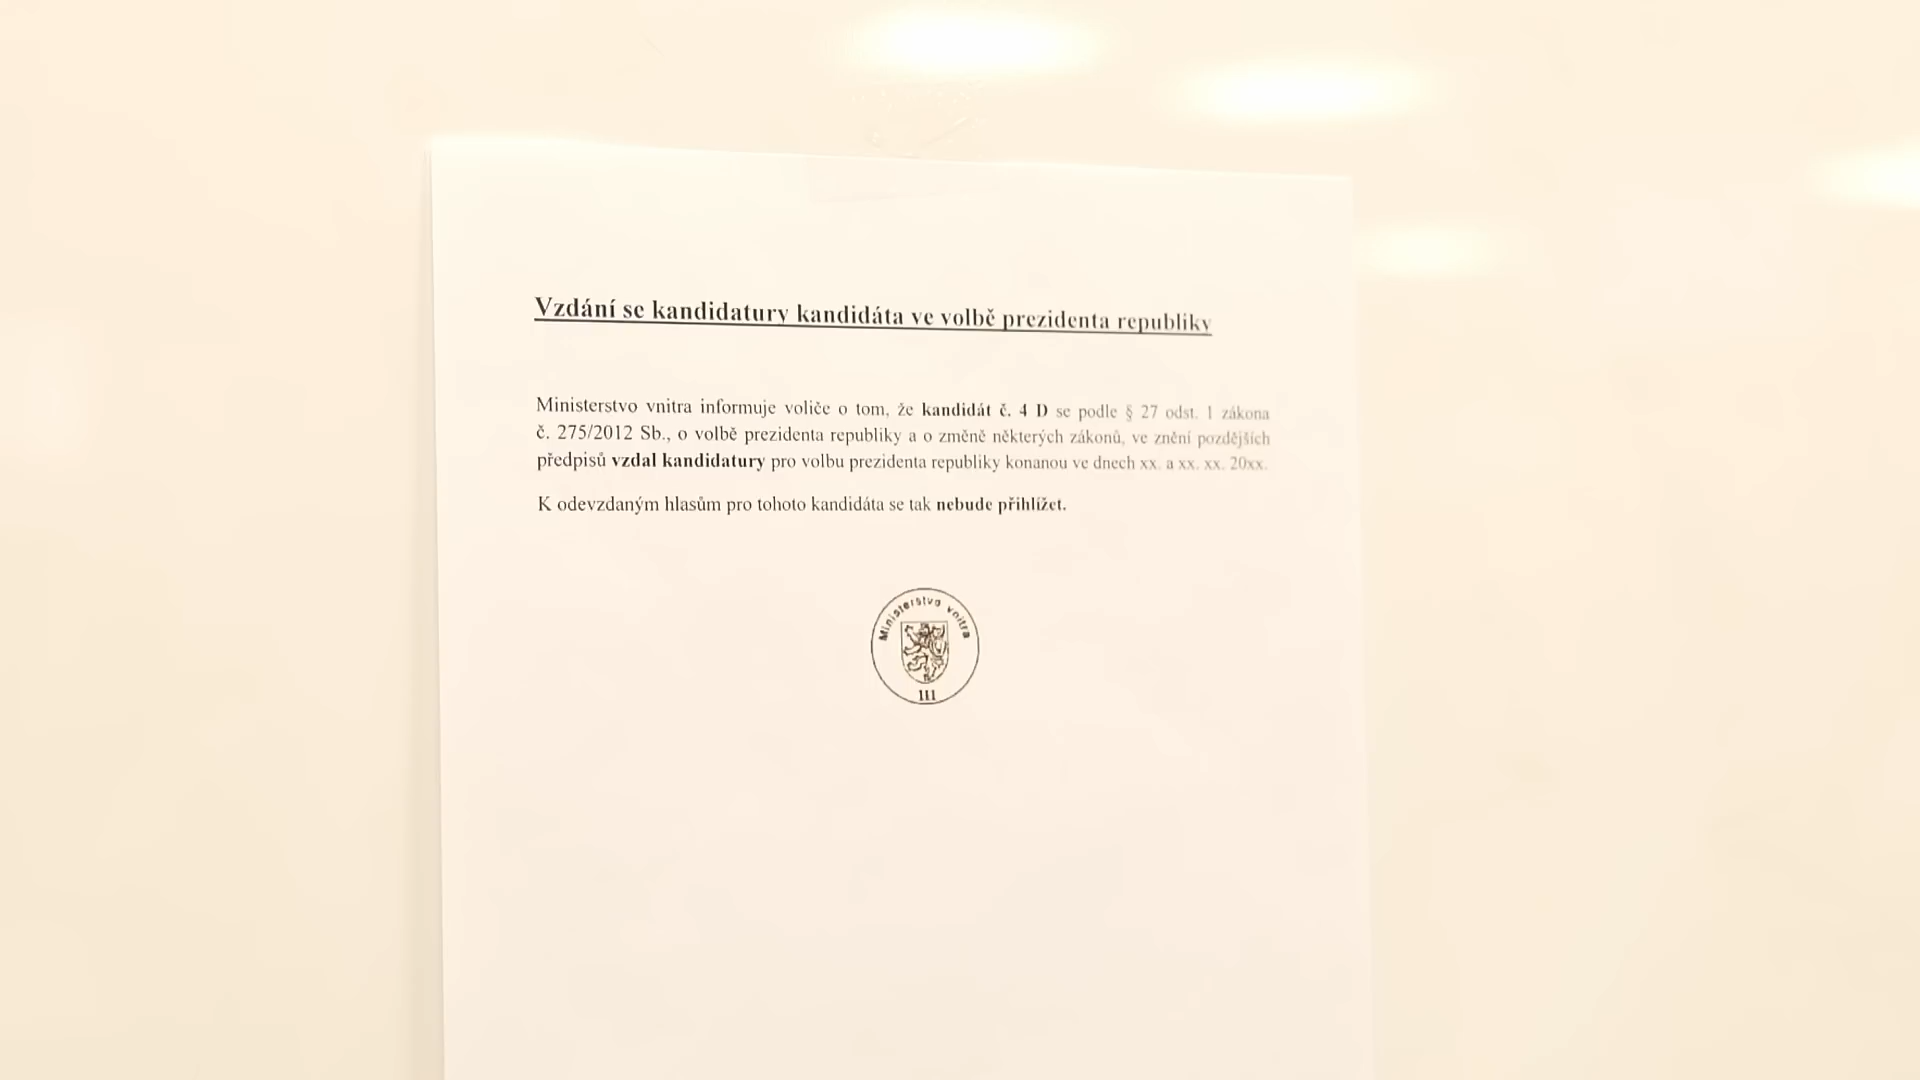 Vzdání se kandidatury kandidáta ve volbě prezidenta republiky
Ministerstvo vnitra informuje voliče o tom, že kandidát č. 4 D se podle § 27 odst. 1 zákona
č. 275/2012 Sb., o volbě prezidenta republiky a o změně některých zákonů, ve znění pozdějších
předpisů vzdal kandidatury pro volbu prezidenta republiky konanou ve dnech xx. a xx. xx. 20xx.
K odevzdaným hlasům pro tohoto kandidáta se tak nebude přihlížet.
Ministerstvo vnitra
III